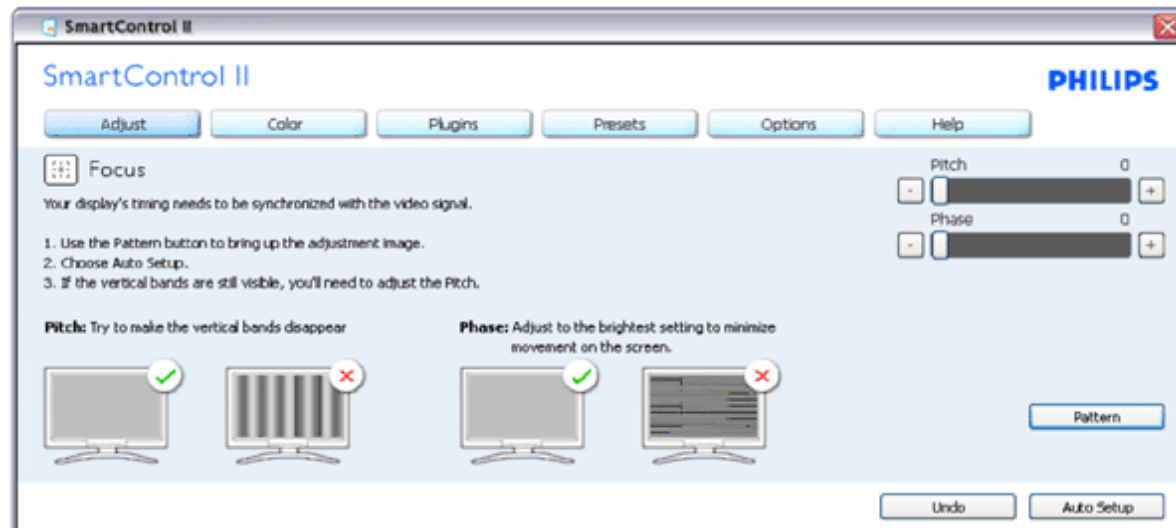 SmartControl II
SmartControl II
PHILIPS
Adjust
Color
Plugins
Presets
Options
Help
Focus
Your display's timing needs to be synchronized with the video signal.
1. Use the Pattern button to bring up the adjustment image.
2. Choose Auto Setup.
3. If the vertical bands are still visible, you'll need to adjust the Pitch.
Pitch 0
- +
Phase 0
- +
Pitch: Try to make the vertical bands disappear
Phase: Adjust to the brightest setting to minimize
movement on the screen.
Pattern
Undo
Auto Setup